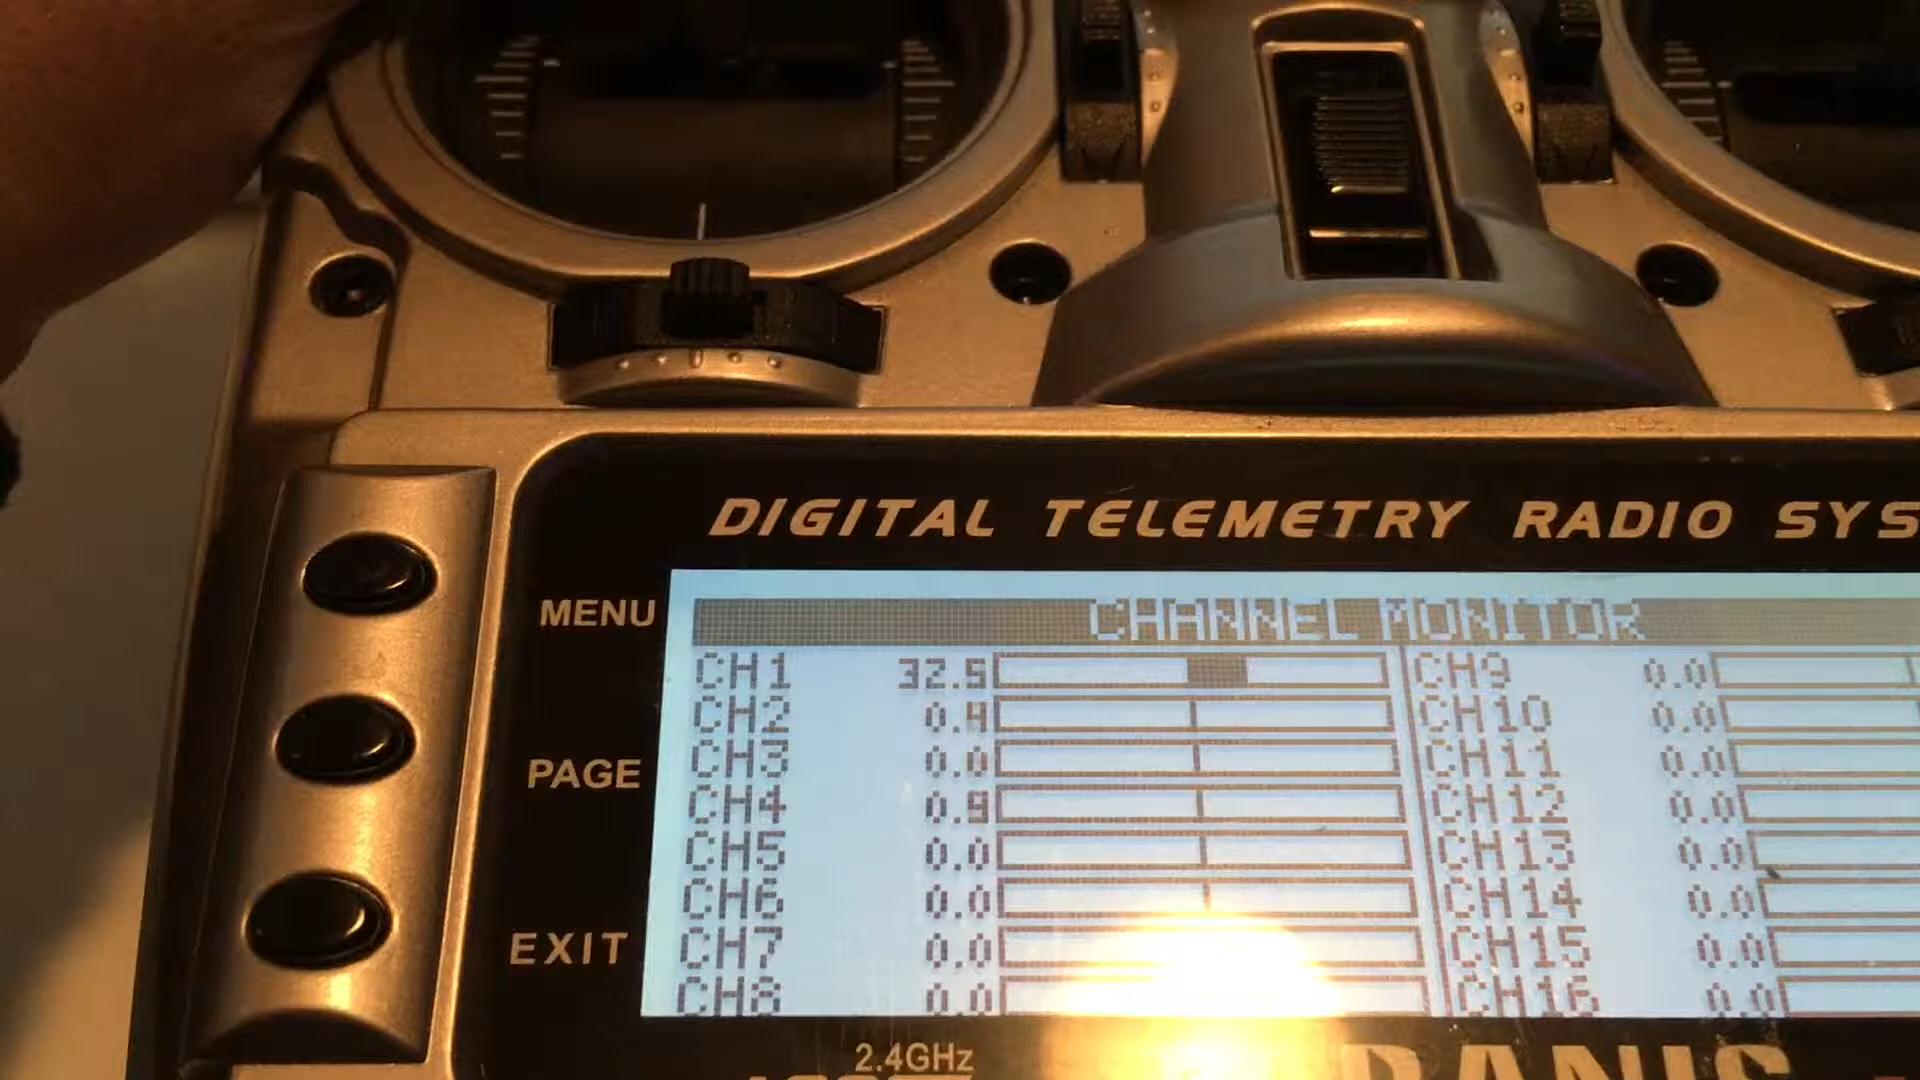 DIGITAL TELEMETRY RADIO SYS
MENU
PAGE
EXIT
CHANNEL MONITOR
CH1 32.5
CH2 0.4
CH3 0.0
CH4 0.9
CH5 0.0
CH6 0.0
CH7 0.0
CH8 0.0
CH9 0.0
CH10 0.0
CH11 0.0
CH12 0.0
CH13 0.0
CH14 0.0
CH15 0.0
CH16 0.0
2.4GHz